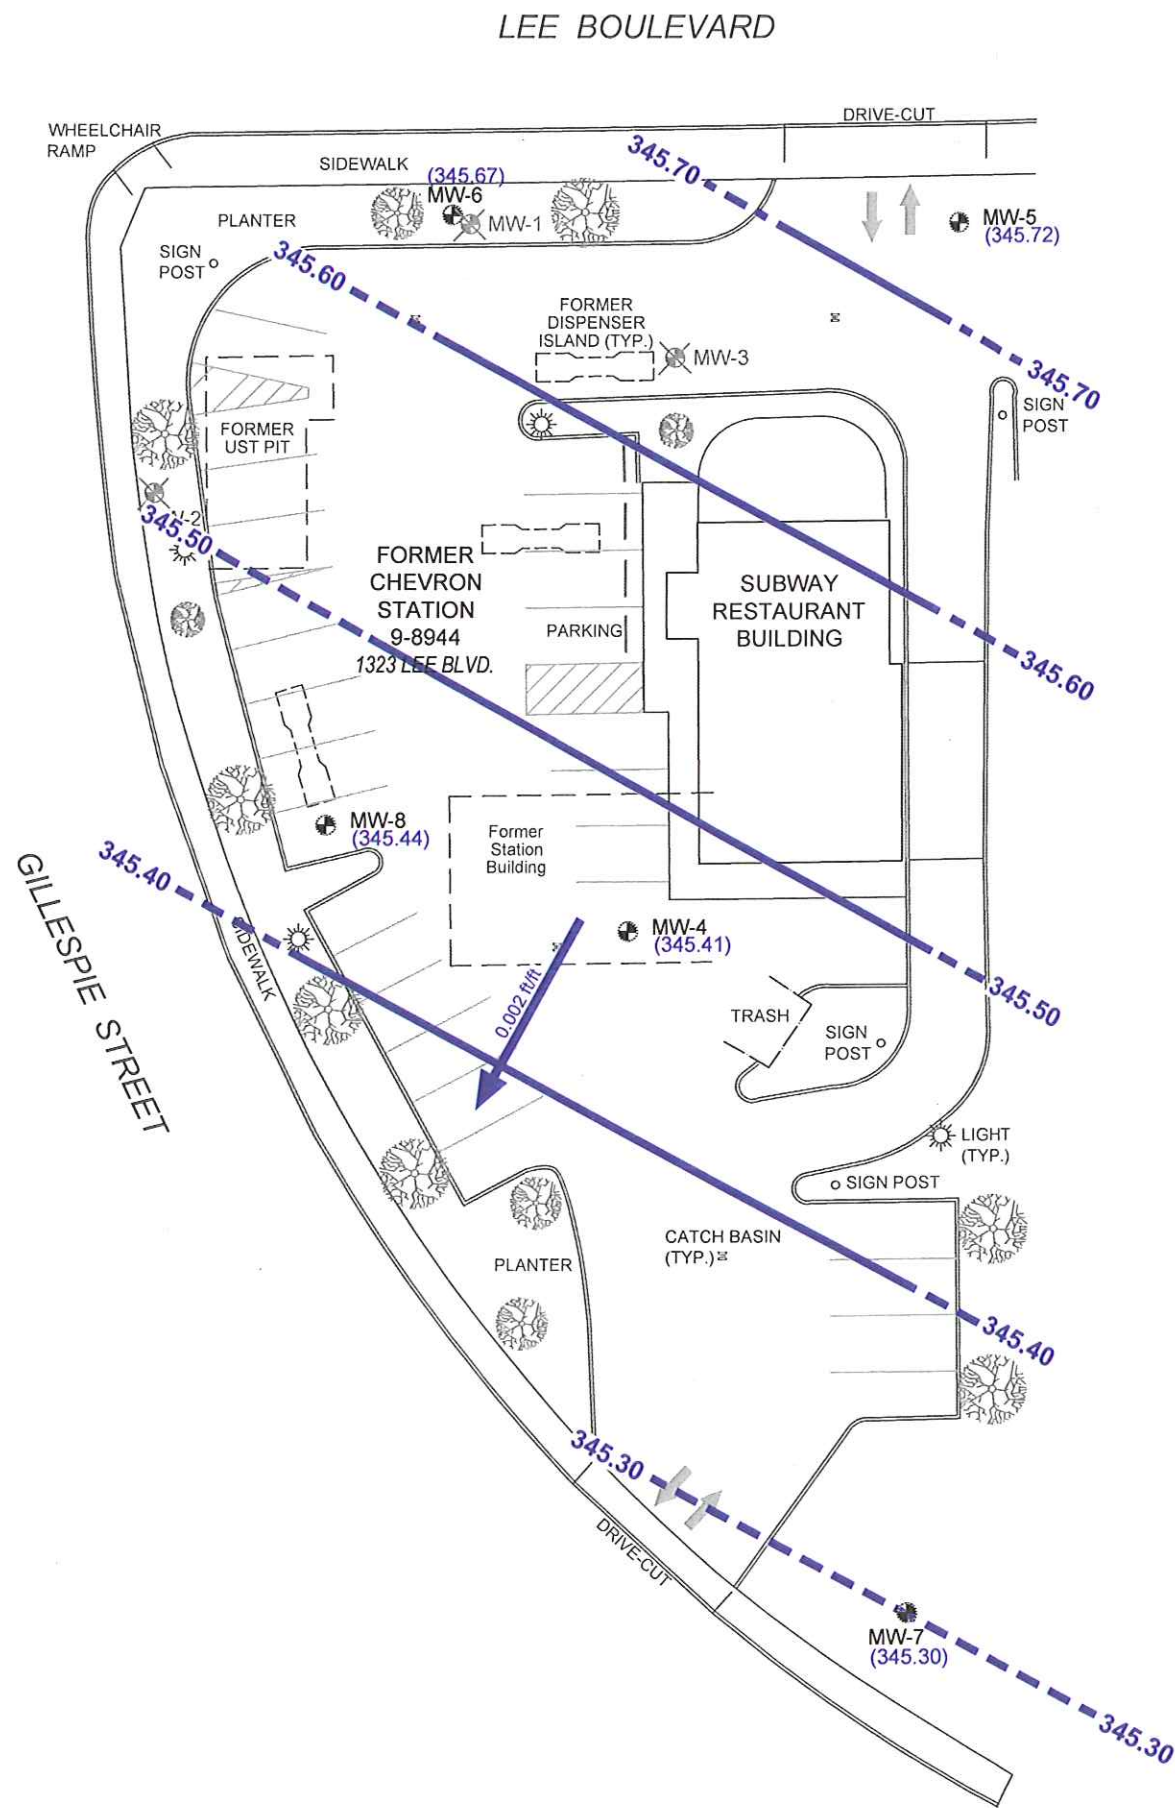 LEE BOULEVARD
DRIVE-CUT
WHEELCHAIR
RAMP
SIDEWALK
(345.67)
MW-6
MW-1
345.70
PLANTER
MW-5
(345.72)
SIGN
POST
345.60
FORMER
DISPENSER
ISLAND (TYP.)
MW-3
345.70
SIGN
POST
FORMER
UST PIT
345.50
FORMER
CHEVRON
STATION
9-8944
1323 LEE BLVD.
PARKING
SUBWAY
RESTAURANT
BUILDING
345.60
MW-8
(345.44)
Former
Station
Building
345.40
GILLESPIE STREET
SIDEWALK
MW-4
(345.41)
0.002 ft/ft
345.50
TRASH
SIGN
POST
LIGHT
(TYP.)
SIGN POST
CATCH BASIN
(TYP.)
PLANTER
345.40
345.30
DRIVE-CUT
MW-7
(345.30)
345.30